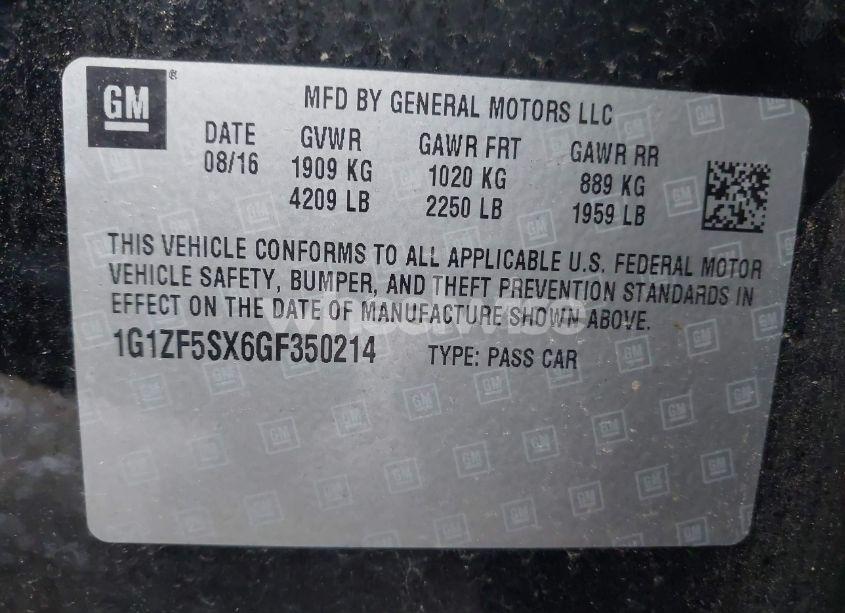 GM
®
MFD BY GENERAL MOTORS LLC
DATE GVWR GAWR FRT GAWR RR
08/16 1909 KG 1020 KG 889 KG
4209 LB 2250 LB 1959 LB
THIS VEHICLE CONFORMS TO ALL APPLICABLE U.S. FEDERAL MOTOR
VEHICLE SAFETY, BUMPER, AND THEFT PREVENTION STANDARDS IN
EFFECT ON THE DATE OF MANUFACTURE SHOWN ABOVE.
1G1ZF5SX6GF350214 TYPE: PASS CAR